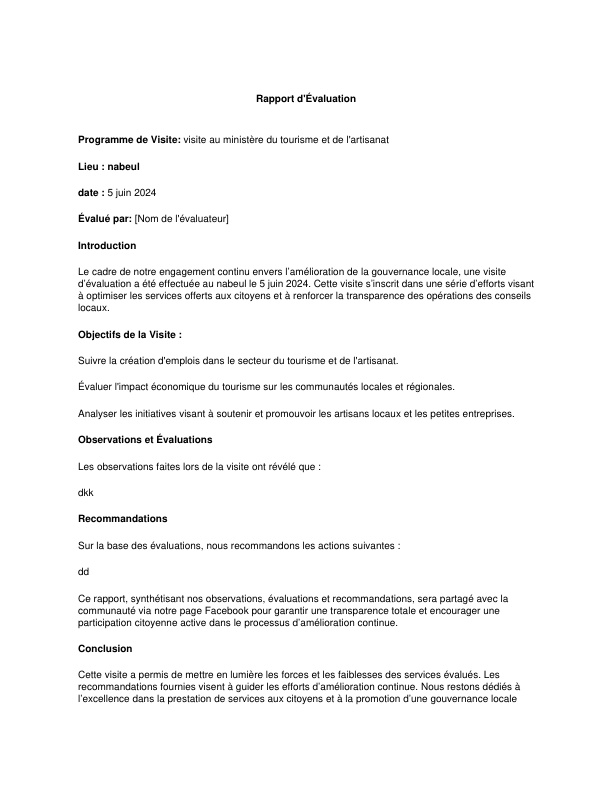 Rapport d'Évaluation
Programme de Visite: visite au ministère du tourisme et de l'artisanat
Lieu : nabeul
date : 5 juin 2024
Évalué par: [Nom de l'évaluateur]
Introduction
Le cadre de notre engagement continu envers l’amélioration de la gouvernance locale, une visite
d’évaluation a été effectuée au nabeul le 5 juin 2024. Cette visite s’inscrit dans une série d’efforts visant
à optimiser les services offerts aux citoyens et à renforcer la transparence des opérations des conseils
locaux.
Objectifs de la Visite :
Suivre la création d'emplois dans le secteur du tourisme et de l'artisanat.
Évaluer l'impact économique du tourisme sur les communautés locales et régionales.
Analyser les initiatives visant à soutenir et promouvoir les artisans locaux et les petites entreprises.
Observations et Évaluations
Les observations faites lors de la visite ont révélé que :
dkk
Recommandations
Sur la base des évaluations, nous recommandons les actions suivantes :
dd
Ce rapport, synthétisant nos observations, évaluations et recommandations, sera partagé avec la
communauté via notre page Facebook pour garantir une transparence totale et encourager une
participation citoyenne active dans le processus d’amélioration continue.
Conclusion
Cette visite a permis de mettre en lumière les forces et les faiblesses des services évalués. Les
recommandations fournies visent à guider les efforts d’amélioration continue. Nous restons dédiés à
l’excellence dans la prestation de services aux citoyens et à la promotion d’une gouvernance locale